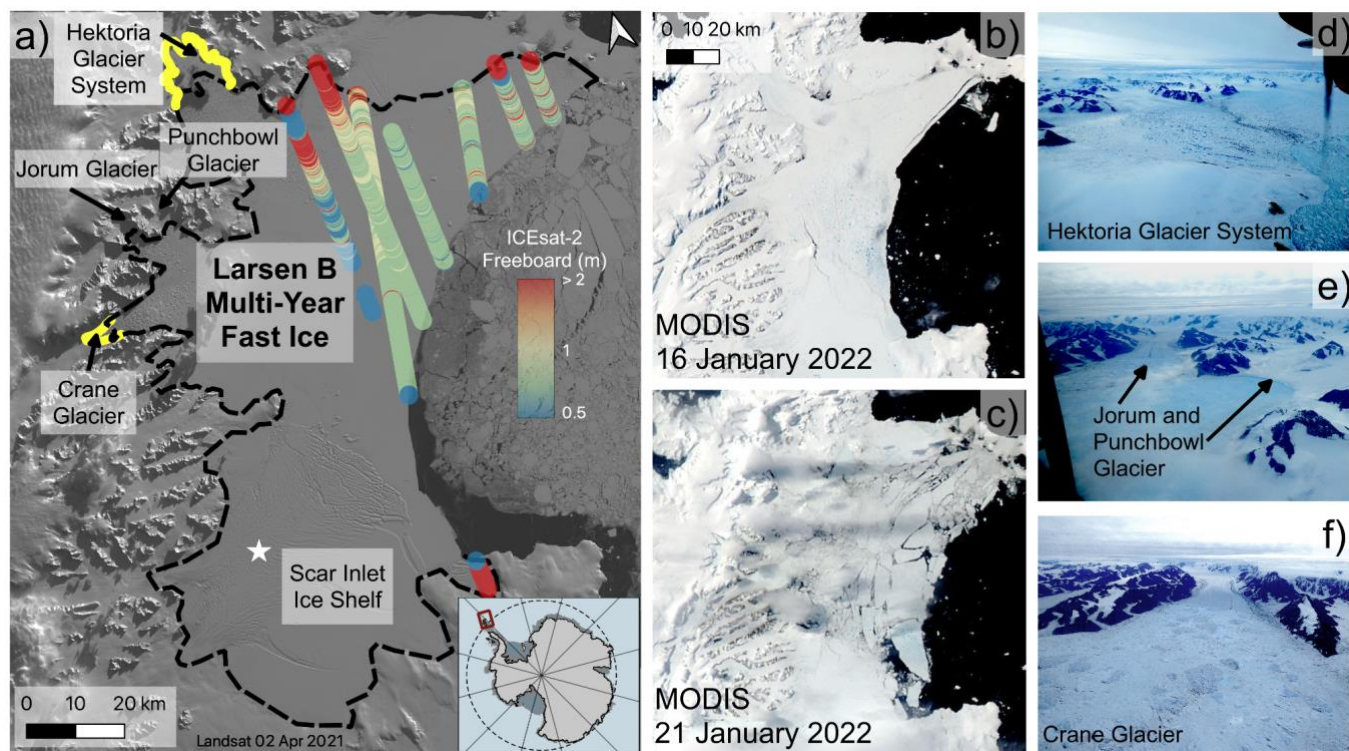 a)
Hektoria
Glacier
System
Punchbowl
Glacier
Jorum Glacier
Larsen B
Multi-Year
Fast Ice
ICEsat-2
Freeboard (m)
> 2
1
0.5
Crane
Glacier
Scar Inlet
Ice Shelf
0 10 20 km
Landsat 02 Apr 2021
b)
0 10 20 km
MODIS
16 January 2022
c)
MODIS
21 January 2022
d)
Hektoria Glacier System
e)
Jorum and
Punchbowl
Glacier
f)
Crane Glacier